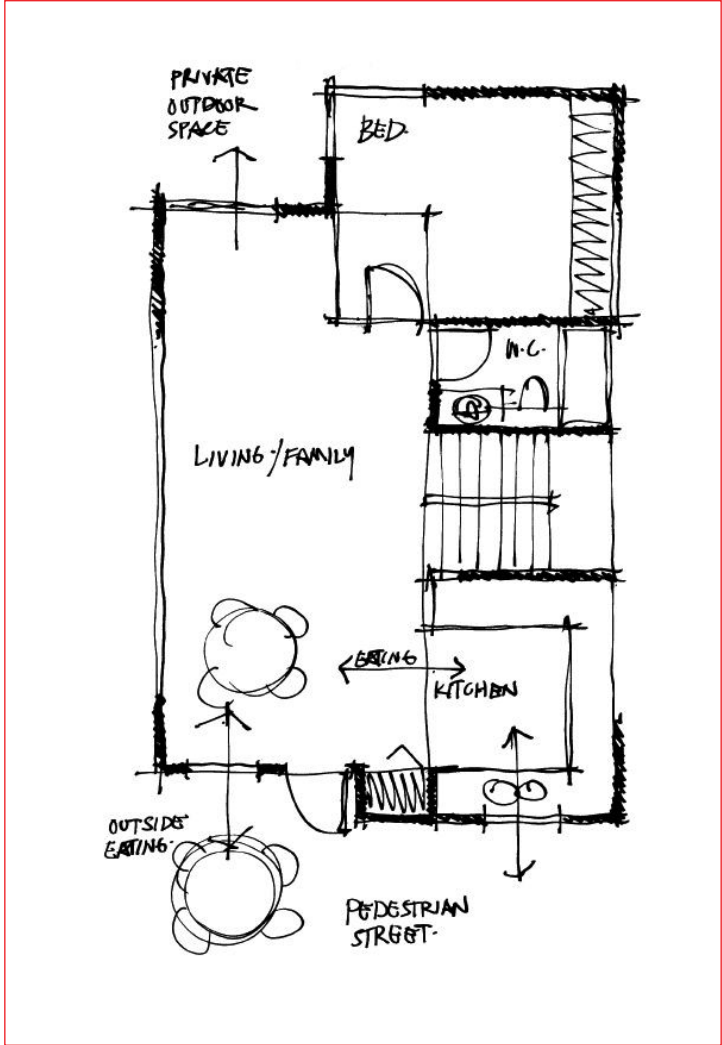 PRIVATE
OUTDOOR
SPACE
BED.
W.C.
LIVING/FAMILY
EATING
KITCHEN
OUTSIDE
EATING.
PEDESTRIAN
STREET.